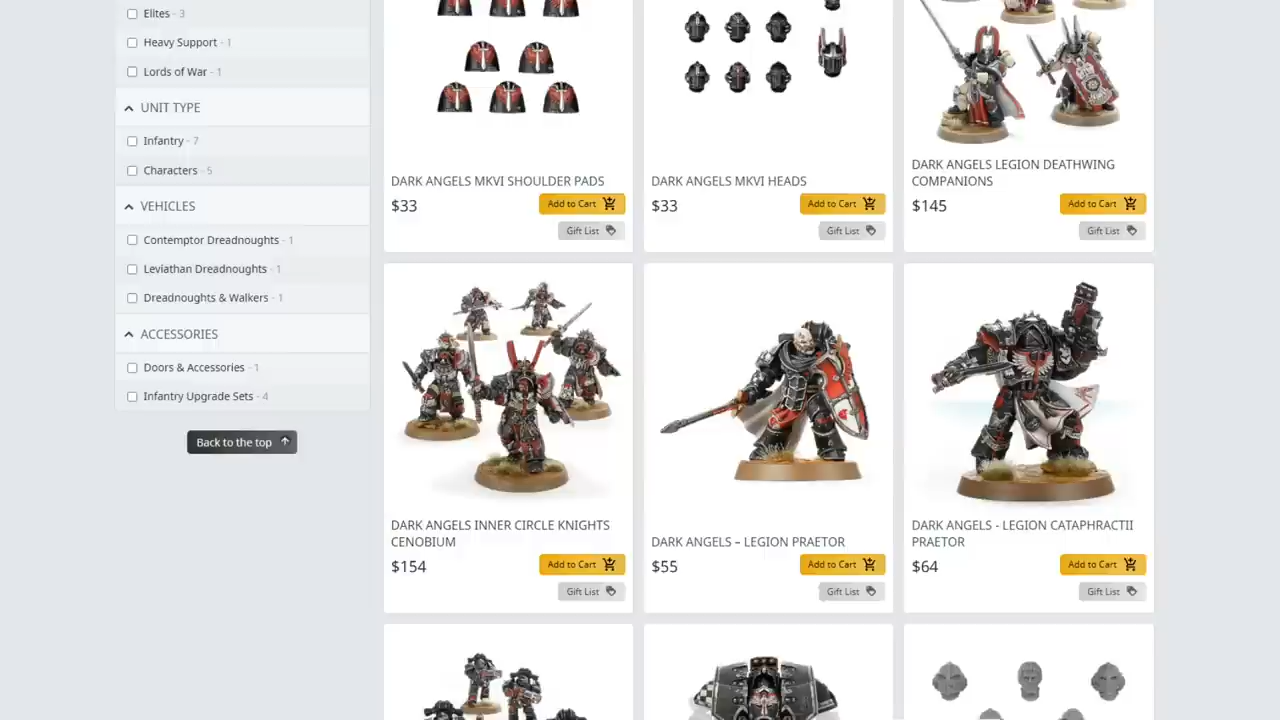 Elites - 3
Heavy Support - 1
Lords of War - 1
UNIT TYPE
Infantry - 7
Characters - 5
VEHICLES
Contemptor Dreadnoughts - 1
Leviathan Dreadnoughts - 1
Dreadnoughts & Walkers - 1
ACCESSORIES
Doors & Accessories - 1
Infantry Upgrade Sets - 4
Back to the top
DARK ANGELS MKVI SHOULDER PADS
$33
Add to Cart
Gift List
DARK ANGELS MKVI HEADS
$33
Add to Cart
Gift List
DARK ANGELS LEGION DEATHWING
COMPANIONS
$145
Add to Cart
Gift List
DARK ANGELS INNER CIRCLE KNIGHTS
CENOBIUM
$154
Add to Cart
Gift List
DARK ANGELS – LEGION PRAETOR
$55
Add to Cart
Gift List
DARK ANGELS - LEGION CATAPHRACTII
PRAETOR
$64
Add to Cart
Gift List